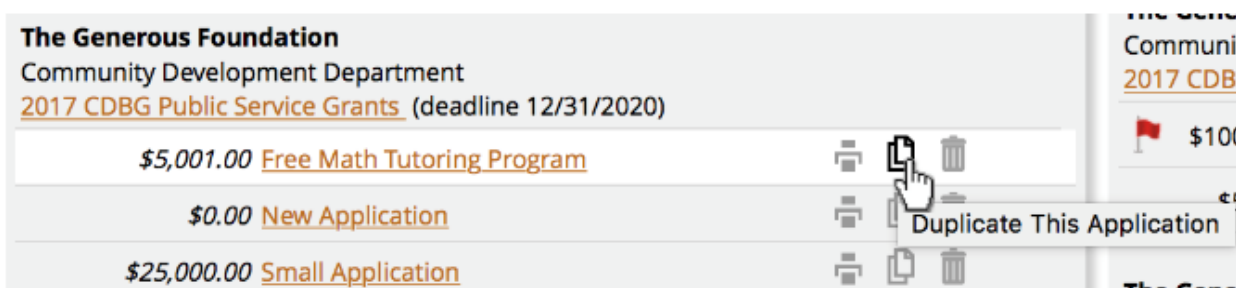 The Generous Foundation
Community Development Department
2017 CDBG Public Service Grants (deadline 12/31/2020)
$5,001.00 Free Math Tutoring Program
$0.00 New Application
Duplicate This Application
$25,000.00 Small Application
Communi
2017 CDB
$100